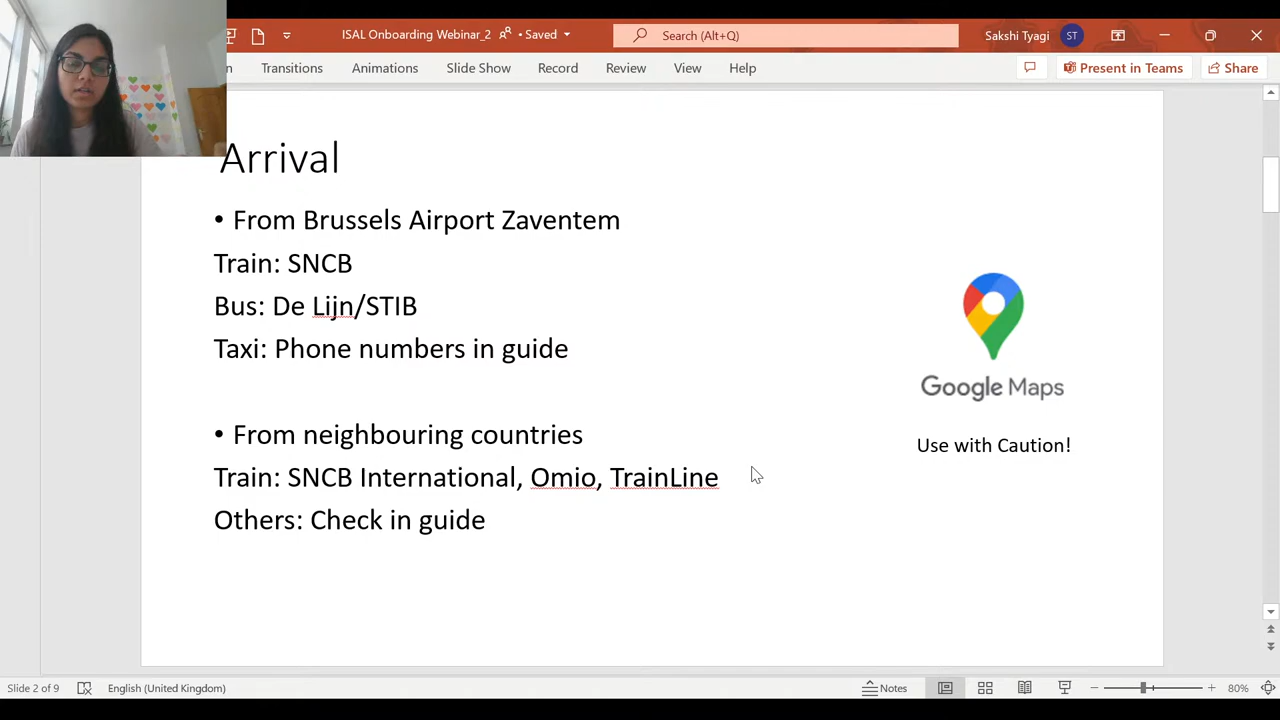 ISAL Onboarding Webinar_2 • Saved
Search (Alt+Q)
Sakshi Tyagi ST
Transitions Animations Slide Show Record Review View Help
Present in Teams Share
Arrival
• From Brussels Airport Zaventem
Train: SNCB
Bus: De Lijn/STIB
Taxi: Phone numbers in guide
• From neighbouring countries
Train: SNCB International, Omio, TrainLine
Others: Check in guide
Google Maps
Use with Caution!
Slide 2 of 9 English (United Kingdom) Notes 80%